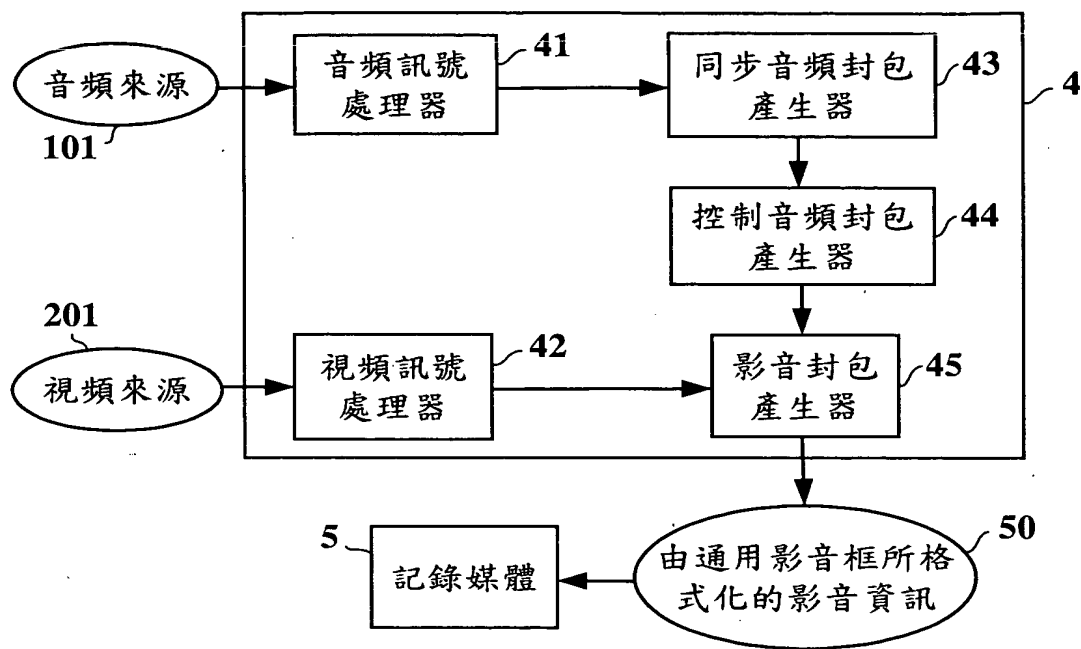 音頻來源
101
音頻訊號
處理器
41
同步音頻封包
產生器
43
4
控制音頻封包
產生器
44
201
視頻來源
視頻訊號
處理器
42
影音封包
產生器
45
5
記錄媒體
由通用影音框所格
式化的影音資訊
50